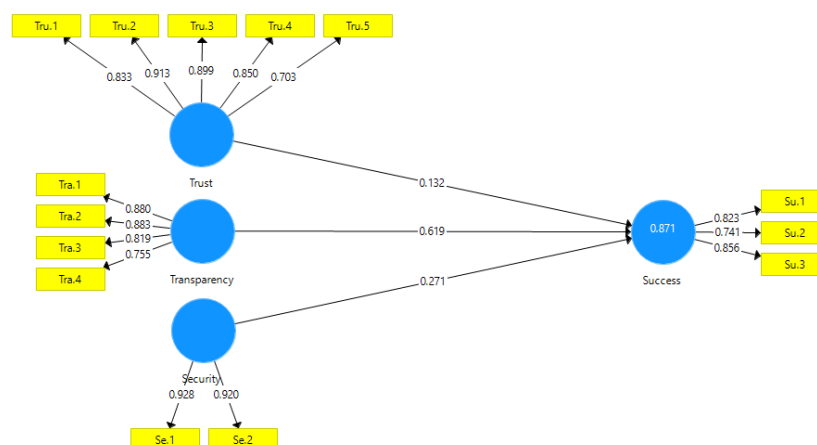 Tru.1 Tru.2 Tru.3 Tru.4 Tru.5
0.833 0.913 0.899 0.850 0.703
Trust
0.132
Tra.1
Tra.2
Tra.3
Tra.4
0.880
0.883
0.819
0.755
Transparency
0.619
0.271
0.871
Success
0.823
0.741
0.856
Su.1
Su.2
Su.3
Security
0.928 0.920
Se.1 Se.2